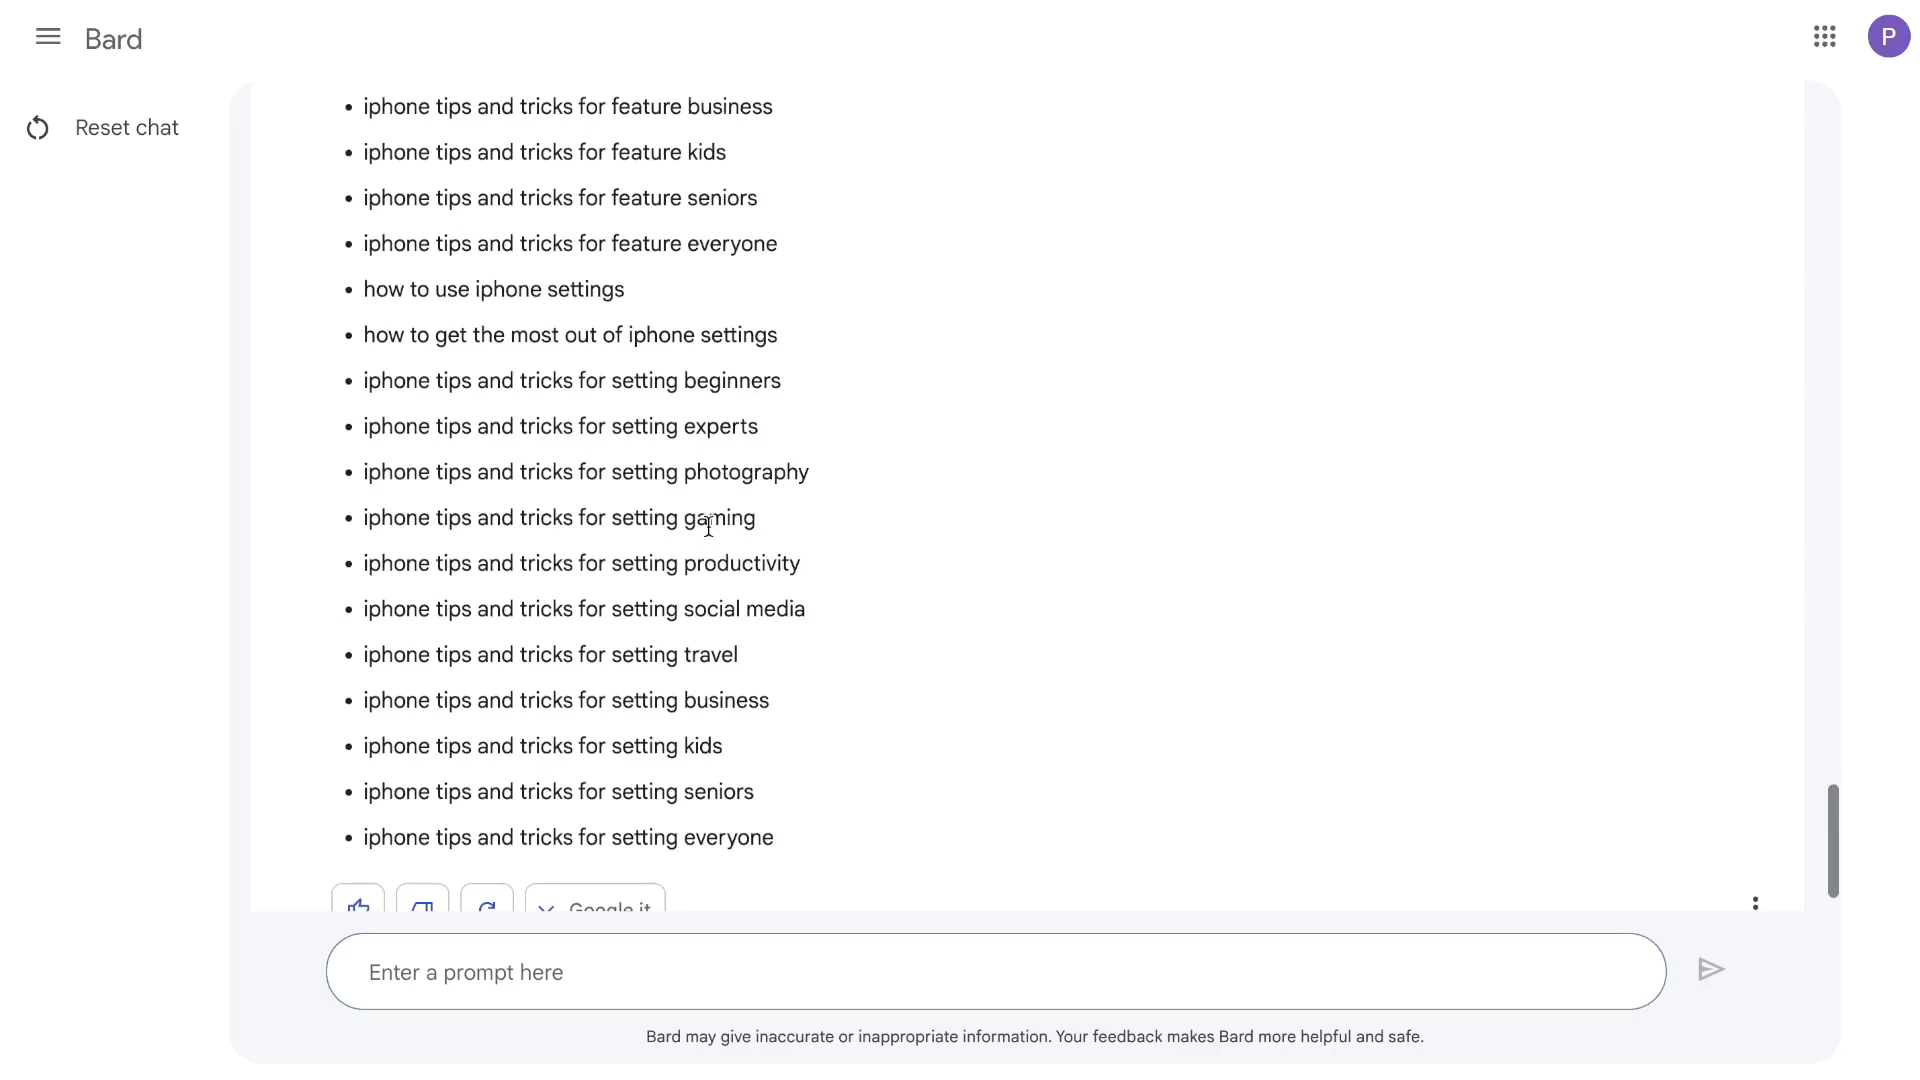 Bard
P
Reset chat
• iphone tips and tricks for feature business
• iphone tips and tricks for feature kids
• iphone tips and tricks for feature seniors
• iphone tips and tricks for feature everyone
• how to use iphone settings
• how to get the most out of iphone settings
• iphone tips and tricks for setting beginners
• iphone tips and tricks for setting experts
• iphone tips and tricks for setting photography
• iphone tips and tricks for setting gaming
• iphone tips and tricks for setting productivity
• iphone tips and tricks for setting social media
• iphone tips and tricks for setting travel
• iphone tips and tricks for setting business
• iphone tips and tricks for setting kids
• iphone tips and tricks for setting seniors
• iphone tips and tricks for setting everyone
Google it
Enter a prompt here
Bard may give inaccurate or inappropriate information. Your feedback makes Bard more helpful and safe.